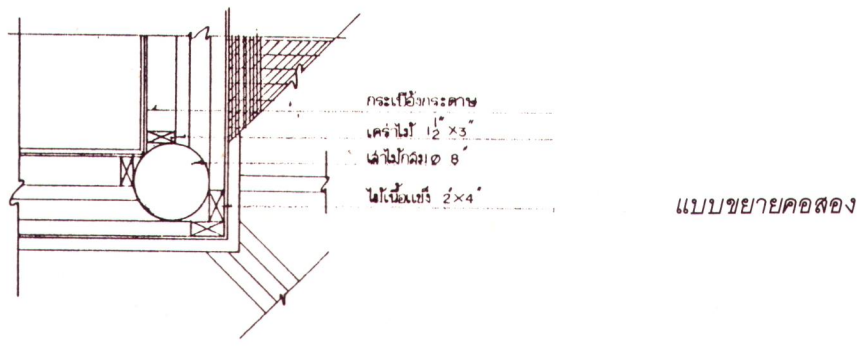 กระเบื้องกระดาษ
เคร่าไม้ 1½" × 3"
เสาไม้กลม ø 8"
ไม้เนื้อแข็ง 2" × 4"
แบบขยายคอสอง